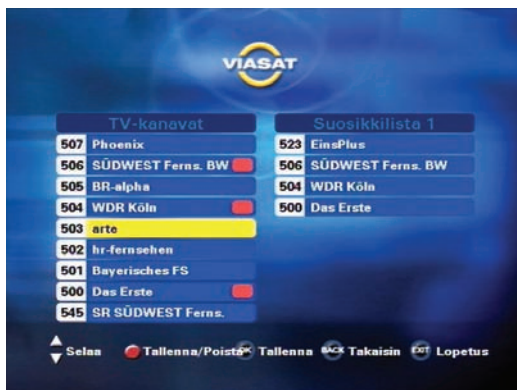 VIASAT
TV-kanavat
507 Phoenix
506 SÜDWEST Ferns. BW
505 BR-alpha
504 WDR Köln
503 arte
502 hr-fernsehen
501 Bayerisches FS
500 Das Erste
545 SR SÜDWEST Ferns.
Suosikkilista 1
523 EinsPlus
506 SÜDWEST Ferns. BW
504 WDR Köln
500 Das Erste
Selaa Tallenna/Poista OK Tallenna BACK Takaisin EXIT Lopetus